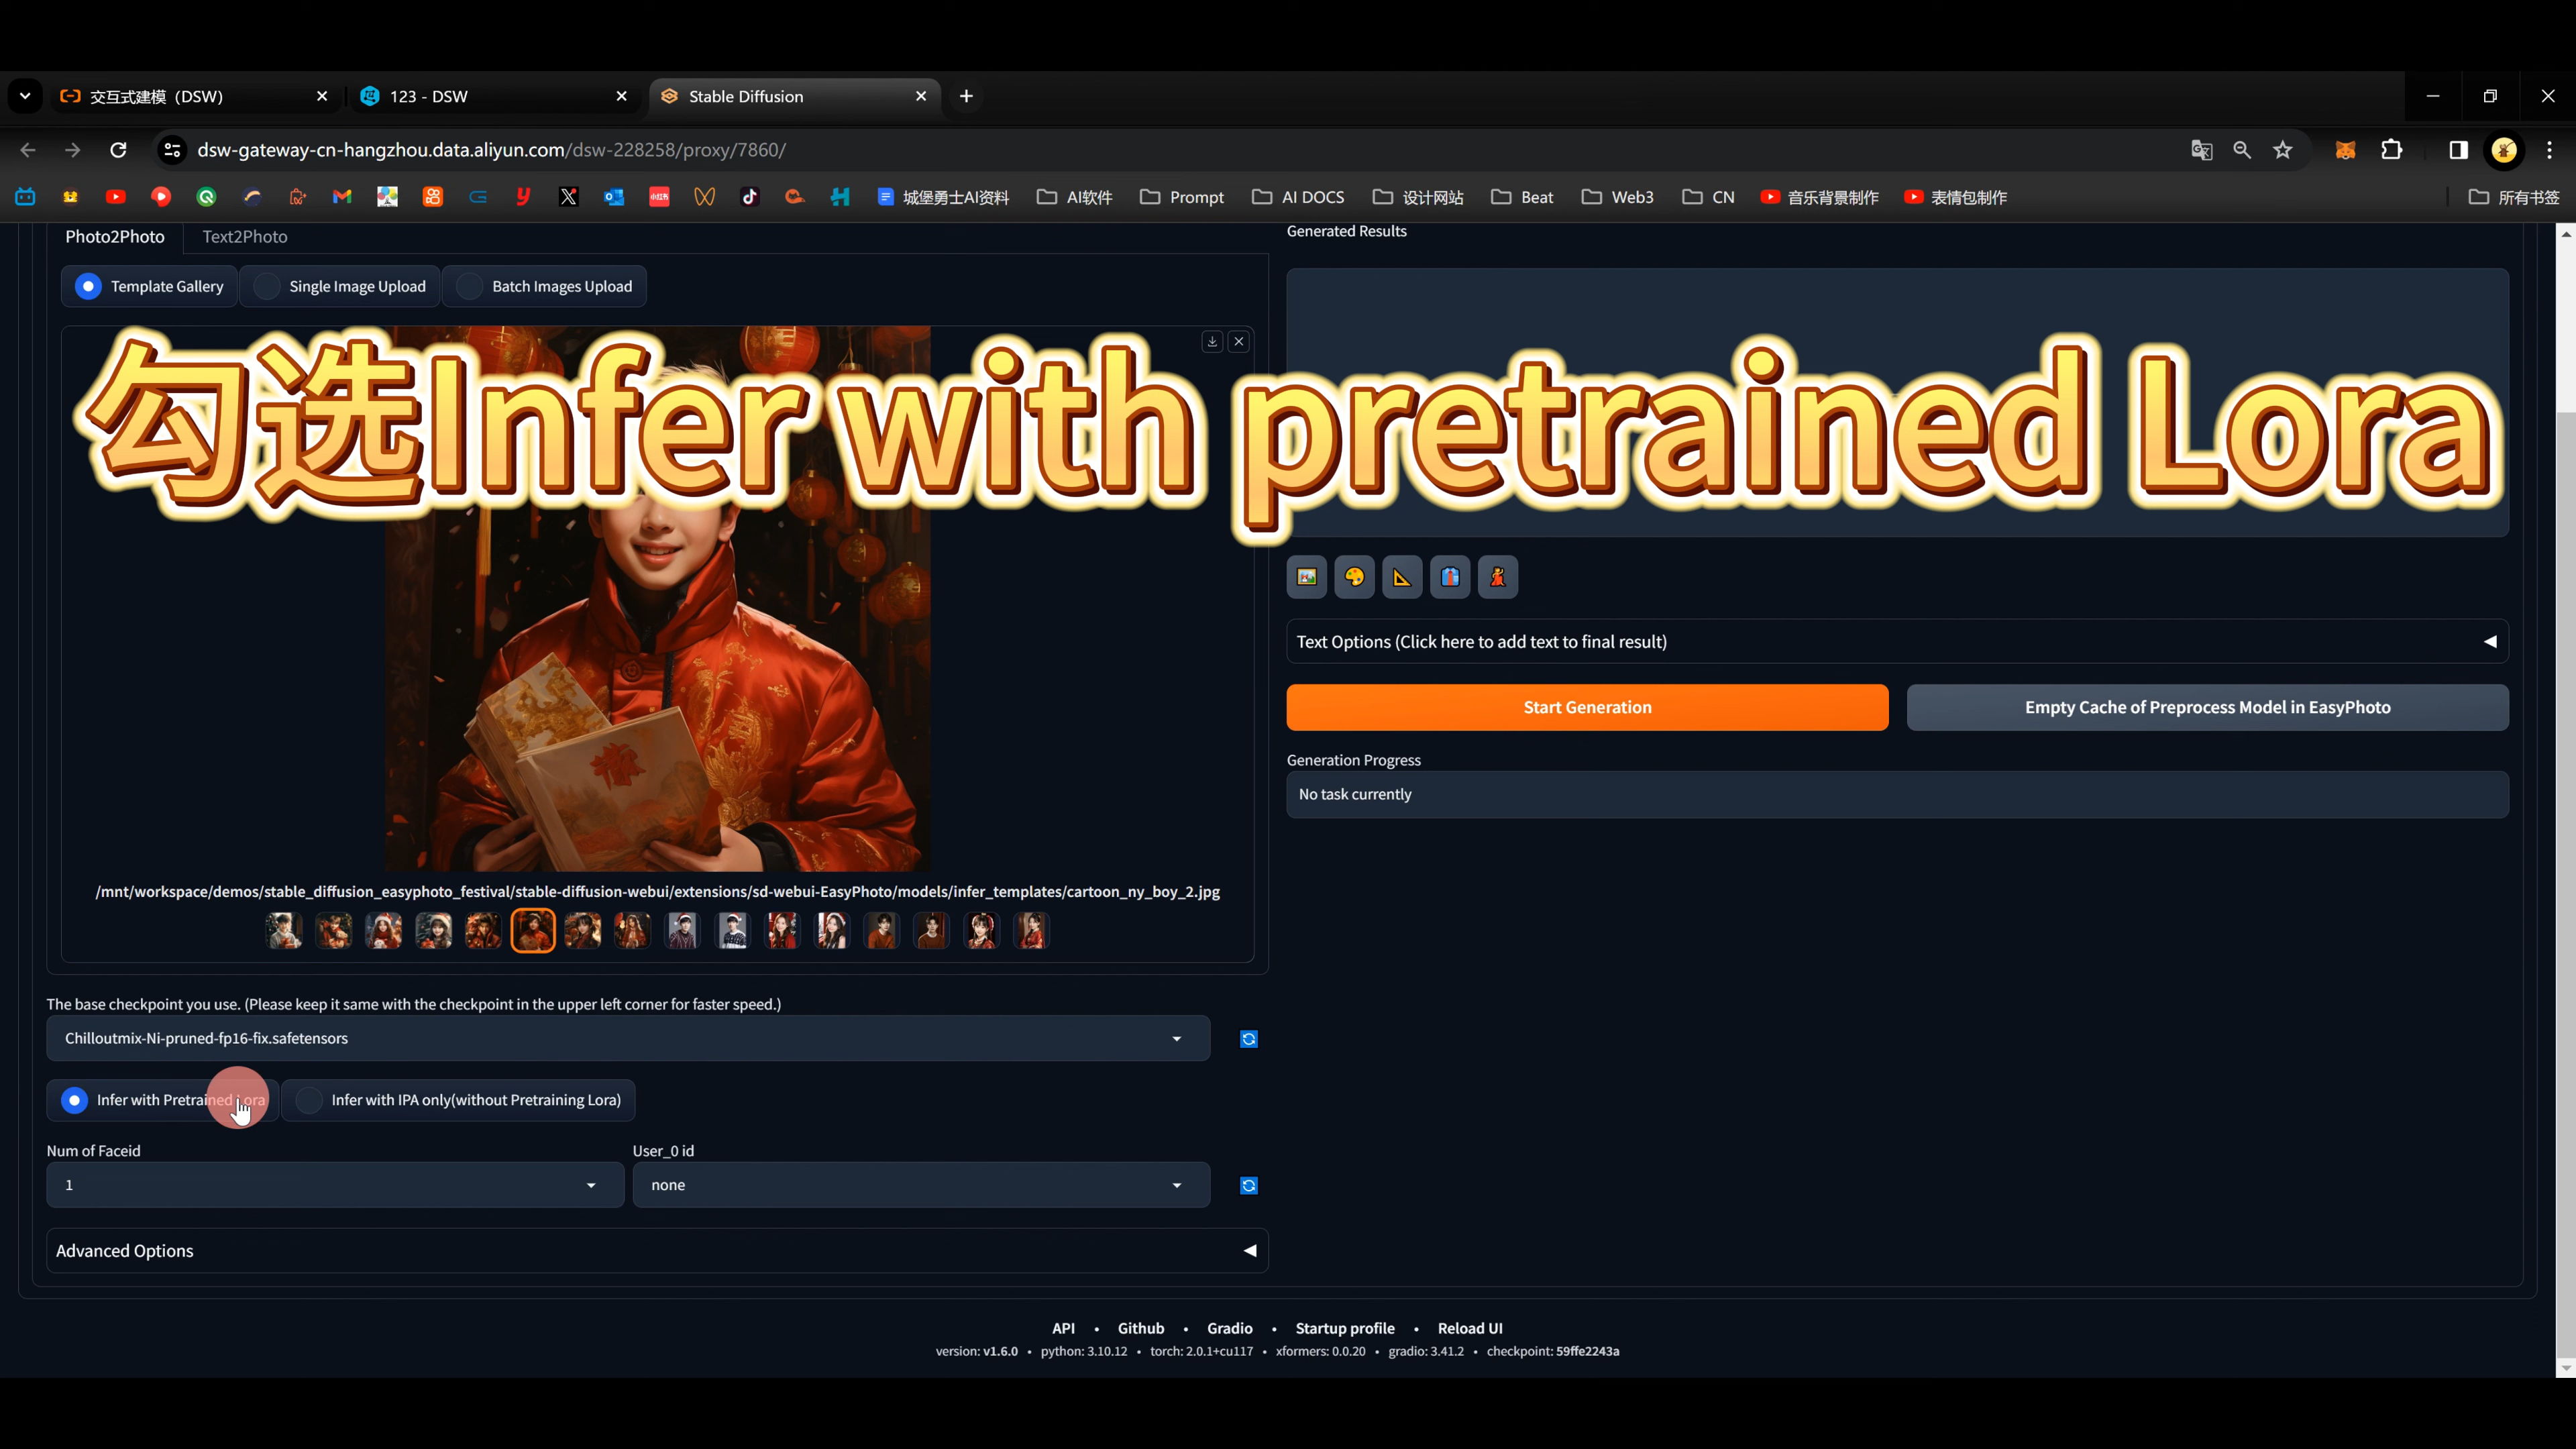 交互式建模（DSW）
123 - DSW
Stable Diffusion
dsw-gateway-cn-hangzhou.data.aliyun.com/dsw-228258/proxy/7860/
城堡勇士AI资料
AI软件
Prompt
AI DOCS
设计网站
Beat
Web3
CN
音乐背景制作
表情包制作
所有书签
Photo2Photo
Text2Photo
Generated Results
Template Gallery
Single Image Upload
Batch Images Upload
勾选Infer with pretrained Lora
Text Options (Click here to add text to final result)
Start Generation
Empty Cache of Preprocess Model in EasyPhoto
Generation Progress
No task currently
/mnt/workspace/demos/stable_diffusion_easyphoto_festival/stable-diffusion-webui/extensions/sd-webui-EasyPhoto/models/infer_templates/cartoon_ny_boy_2.jpg
The base checkpoint you use. (Please keep it same with the checkpoint in the upper left corner for faster speed.)
Chilloutmix-Ni-pruned-fp16-fix.safetensors
Infer with Pretrained Lora
Infer with IPA only(without Pretraining Lora)
Num of Faceid
User_0 id
1
none
Advanced Options
API • Github • Gradio • Startup profile • Reload UI
version: v1.6.0 • python: 3.10.12 • torch: 2.0.1+cu117 • xformers: 0.0.20 • gradio: 3.41.2 • checkpoint: 59ffe2243a